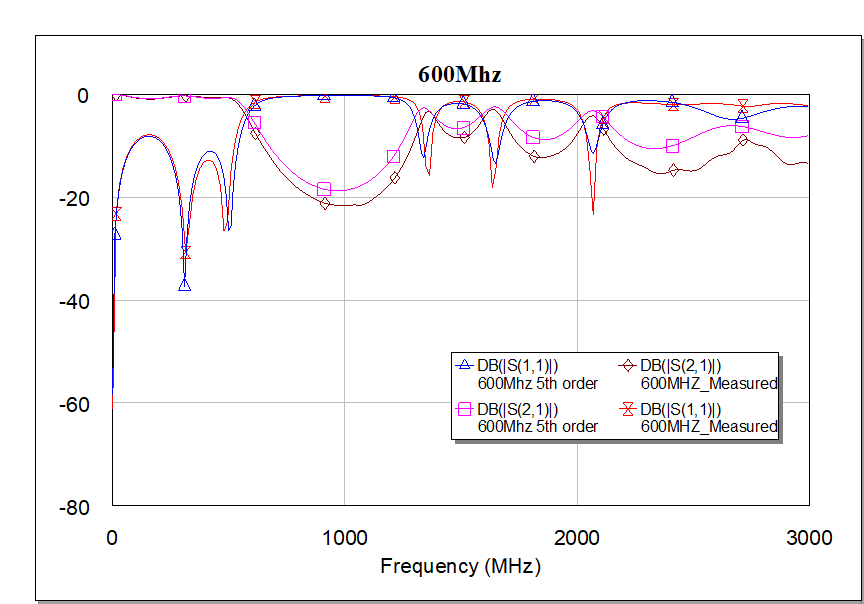 600Mhz
0
-20
-40
-60
-80
0 1000 2000 3000
Frequency (MHz)
DB(|S(1,1)|)
600Mhz 5th order
DB(|S(2,1)|)
600MHZ_Measured
DB(|S(2,1)|)
600Mhz 5th order
DB(|S(1,1)|)
600MHZ_Measured